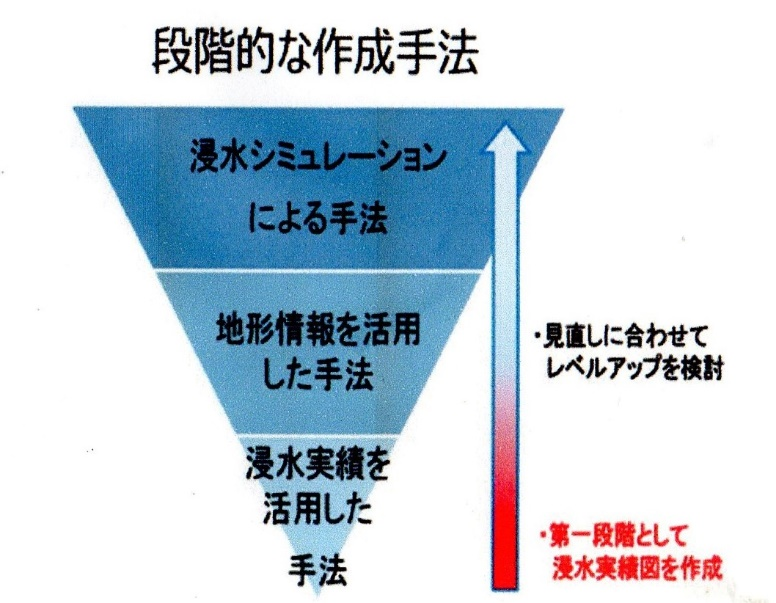 段階的な作成手法
浸水シミュレーション
による手法
地形情報を活用
した手法
浸水実績を
活用した
手法
・見直しに合わせて
レベルアップを検討
・第一段階として
浸水実績図を作成